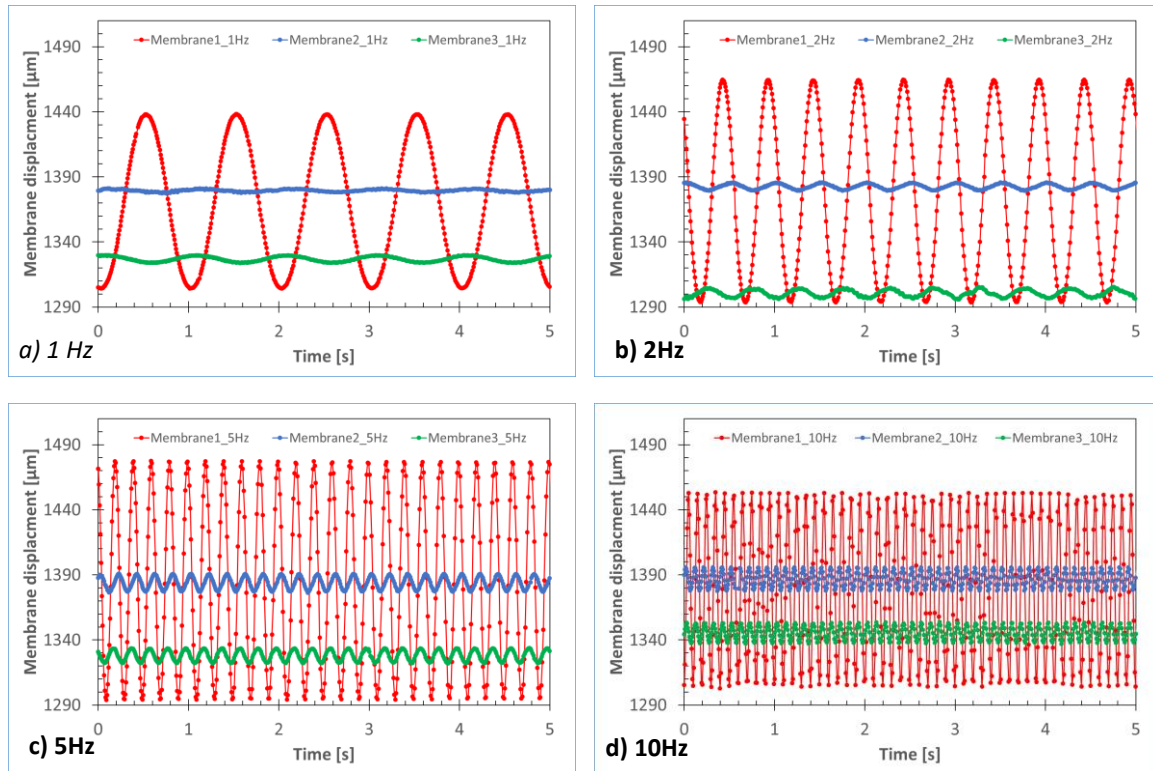 Membrane1_1Hz Membrane2_1Hz Membrane3_1Hz
1490
1440
1390
1340
1290
Membrane displacment [µm]
0 1 2 3 4 5
Time [s]
a) 1 Hz
Membrane1_2Hz Membrane2_2Hz Membrane3_2Hz
1490
1440
1390
1340
1290
Membrane displacment [µm]
0 1 2 3 4 5
Time [s]
b) 2Hz
Membrane1_5Hz Membrane2_5Hz Membrane3_5Hz
1490
1440
1390
1340
1290
Membrane displacment [µm]
0 1 2 3 4 5
Time [s]
c) 5Hz
Membrane1_10Hz Membrane2_10Hz Membrane3_10Hz
1490
1440
1390
1340
1290
Membrane displacment [µm]
0 1 2 3 4 5
Time [s]
d) 10Hz